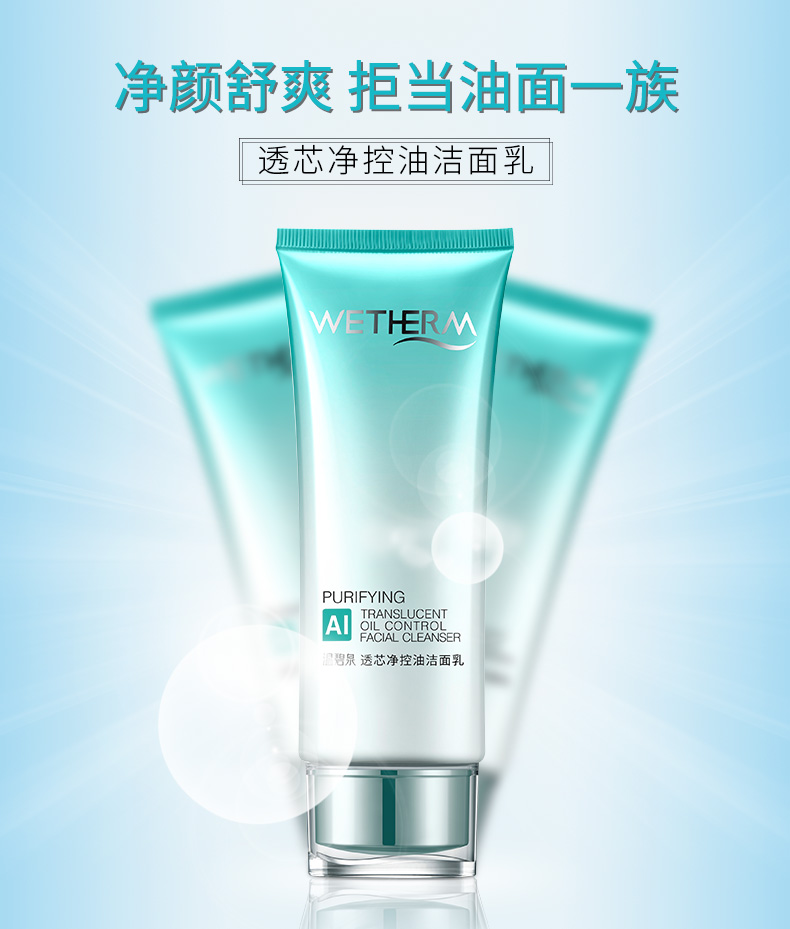 净颜舒爽 拒当油面一族
透芯净控油洁面乳
WETHERM
PURIFYING
AI
TRANSLUCENT
OIL CONTROL
FACIAL CLEANSER
温碧泉 透芯净控油洁面乳